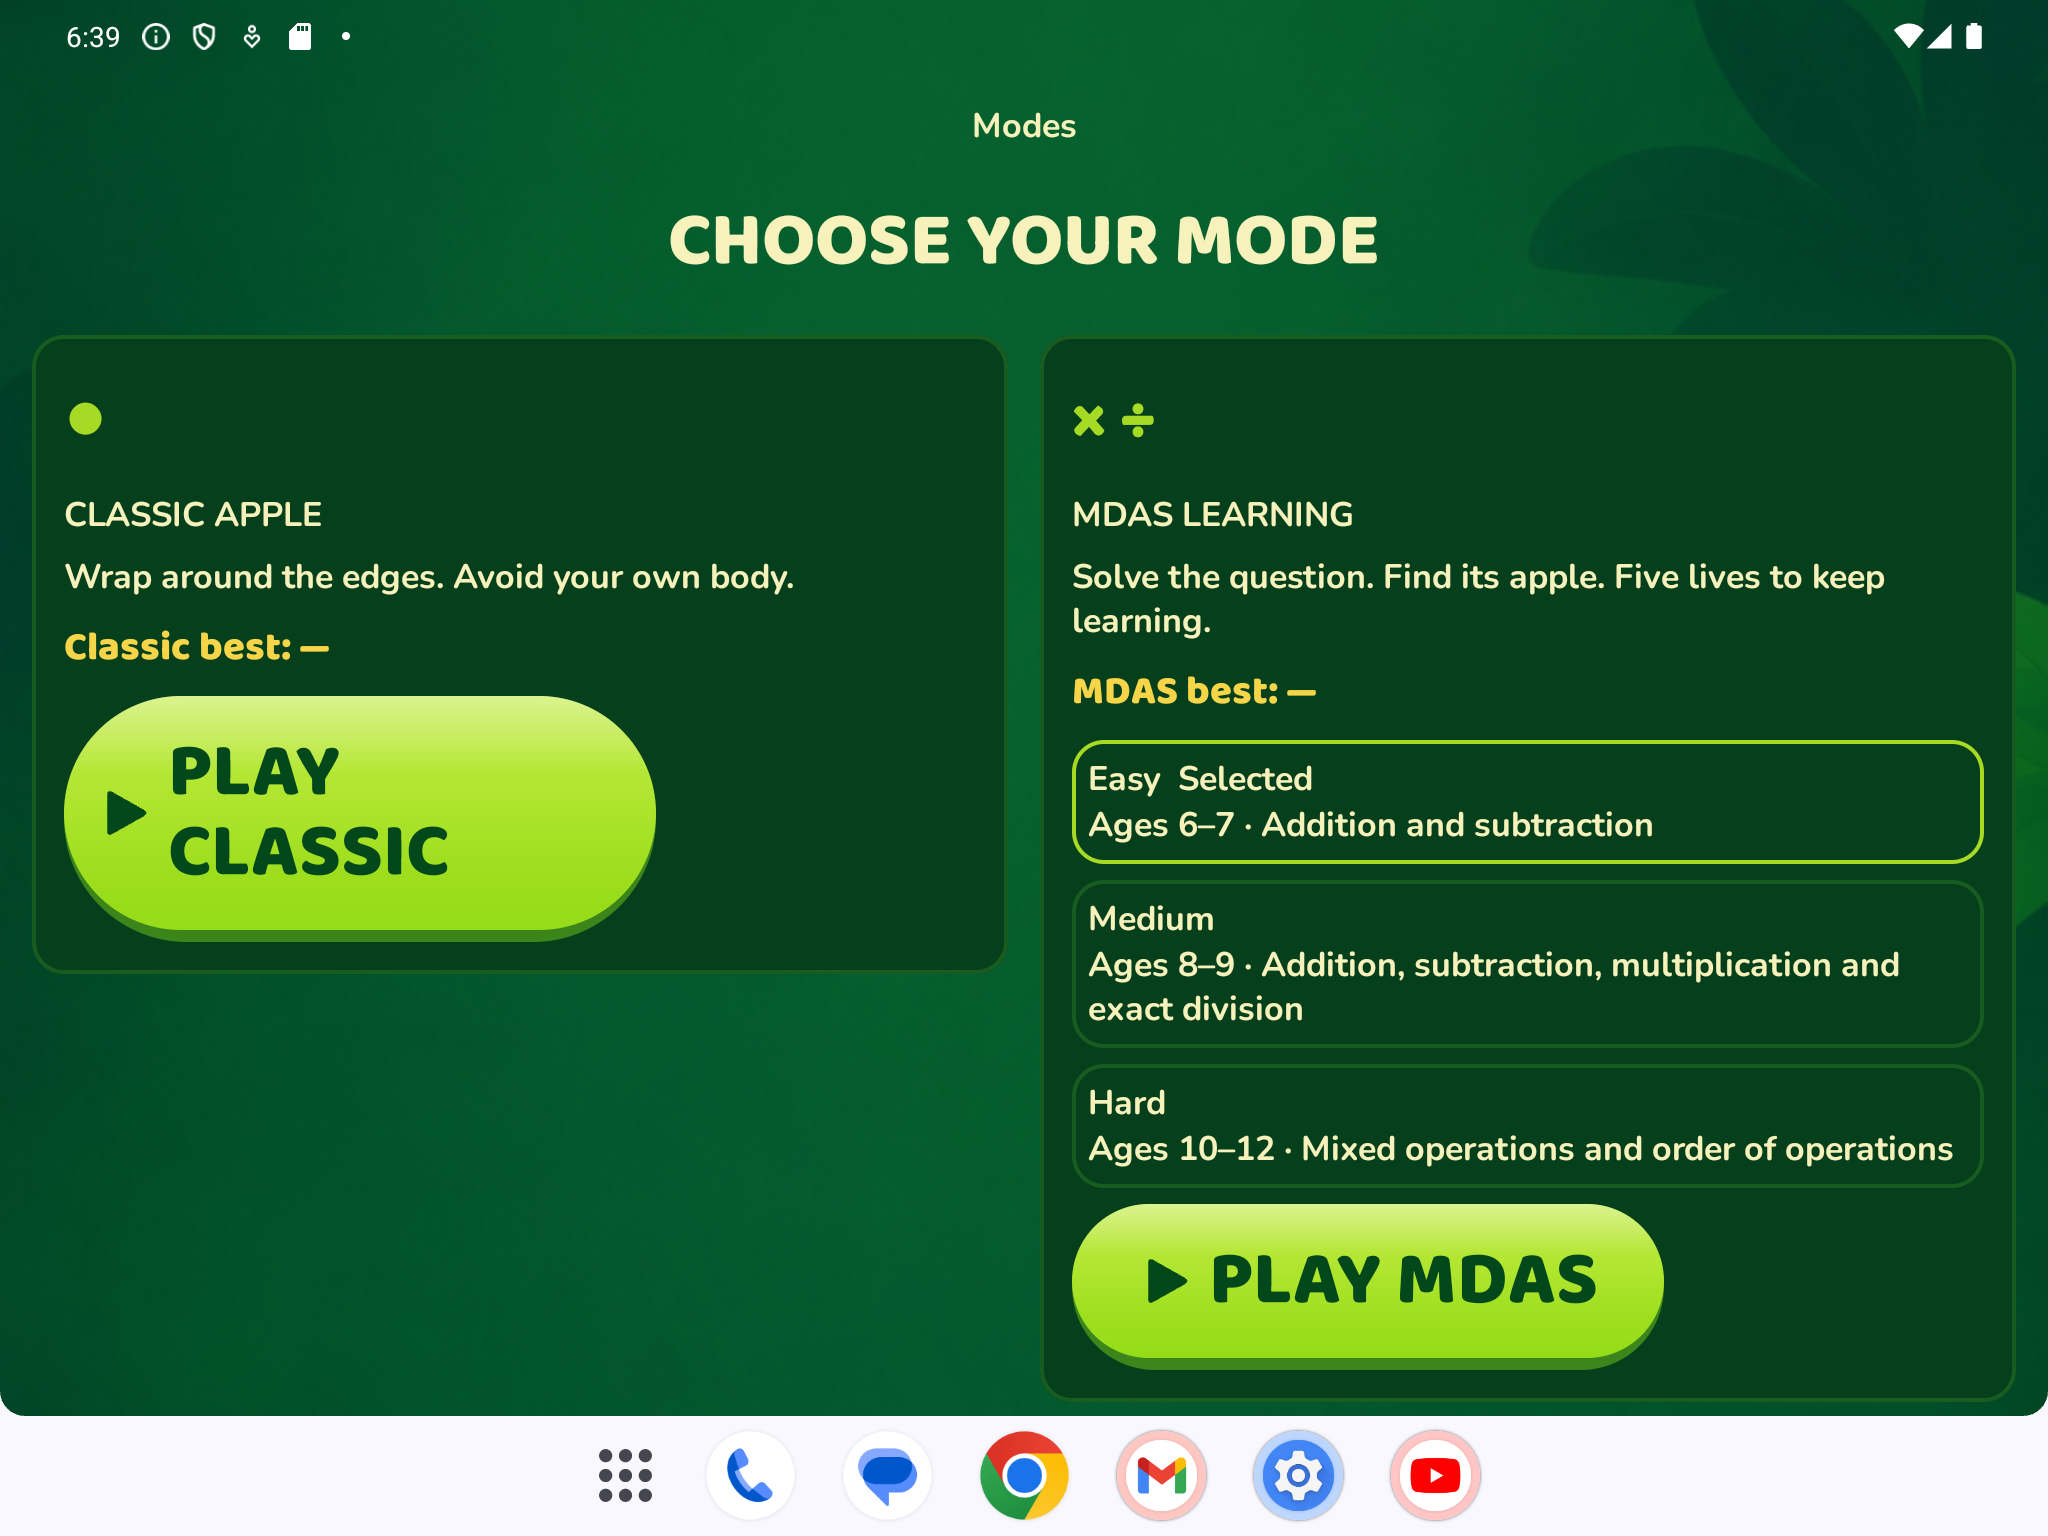 6:39
Modes
CHOOSE YOUR MODE
CLASSIC APPLE
Wrap around the edges. Avoid your own body.
Classic best: —
PLAY
CLASSIC
MDAS LEARNING
Solve the question. Find its apple. Five lives to keep
learning.
MDAS best: —
Easy  Selected
Ages 6–7 · Addition and subtraction
Medium
Ages 8–9 · Addition, subtraction, multiplication and
exact division
Hard
Ages 10–12 · Mixed operations and order of operations
PLAY MDAS